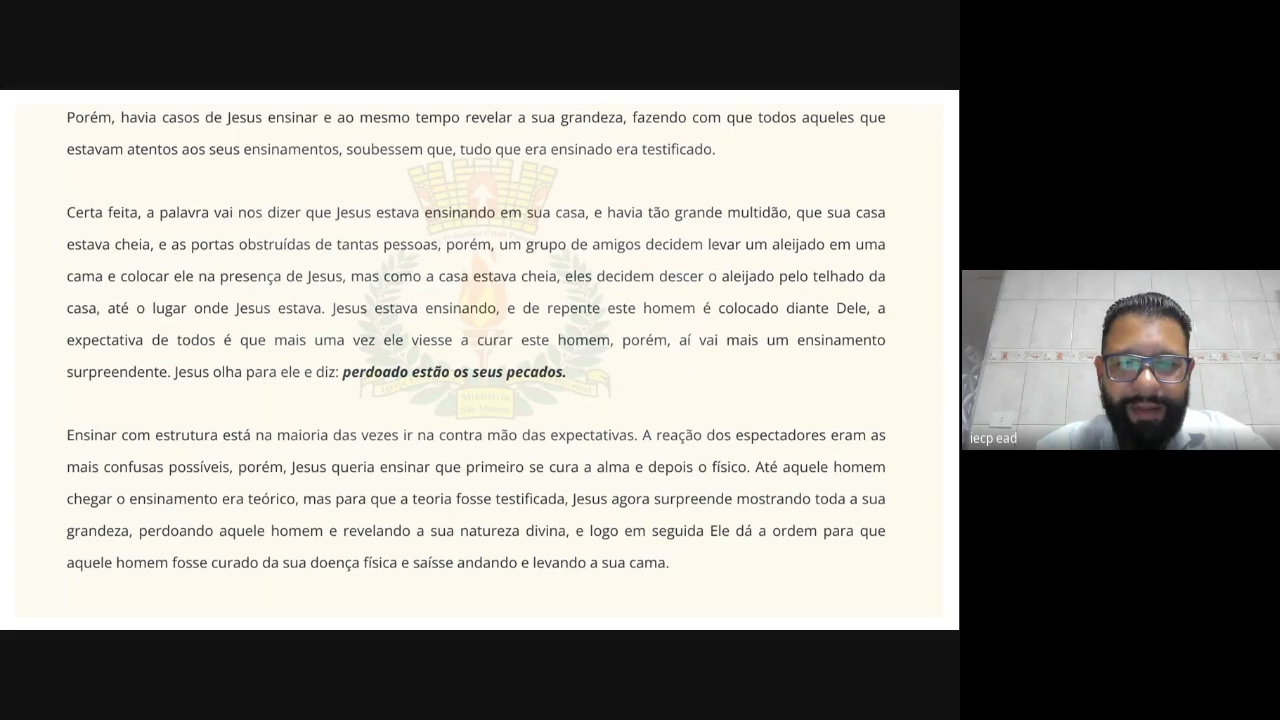 Porém, havia casos de Jesus ensinar e ao mesmo tempo revelar a sua grandeza, fazendo com que todos aqueles que
estavam atentos aos seus ensinamentos, soubessem que, tudo que era ensinado era testificado.
Certa feita, a palavra vai nos dizer que Jesus estava ensinando em sua casa, e havia tão grande multidão, que sua casa
estava cheia, e as portas obstruídas de tantas pessoas, porém, um grupo de amigos decidem levar um aleijado em uma
cama e colocar ele na presença de Jesus, mas como a casa estava cheia, eles decidem descer o aleijado pelo telhado da
casa, até o lugar onde Jesus estava. Jesus estava ensinando, e de repente este homem é colocado diante Dele, a
expectativa de todos é que mais uma vez ele viesse a curar este homem, porém, aí vai mais um ensinamento
surpreendente. Jesus olha para ele e diz: perdoado estão os seus pecados.
Ministério
São Mateus
Ensinar com estrutura está na maioria das vezes ir na contra mão das expectativas. A reação dos espectadores eram as
mais confusas possíveis, porém, Jesus queria ensinar que primeiro se cura a alma e depois o físico. Até aquele homem
chegar o ensinamento era teórico, mas para que a teoria fosse testificada, Jesus agora surpreende mostrando toda a sua
grandeza, perdoando aquele homem e revelando a sua natureza divina, e logo em seguida Ele dá a ordem para que
aquele homem fosse curado da sua doença física e saísse andando e levando a sua cama.
iecp ead